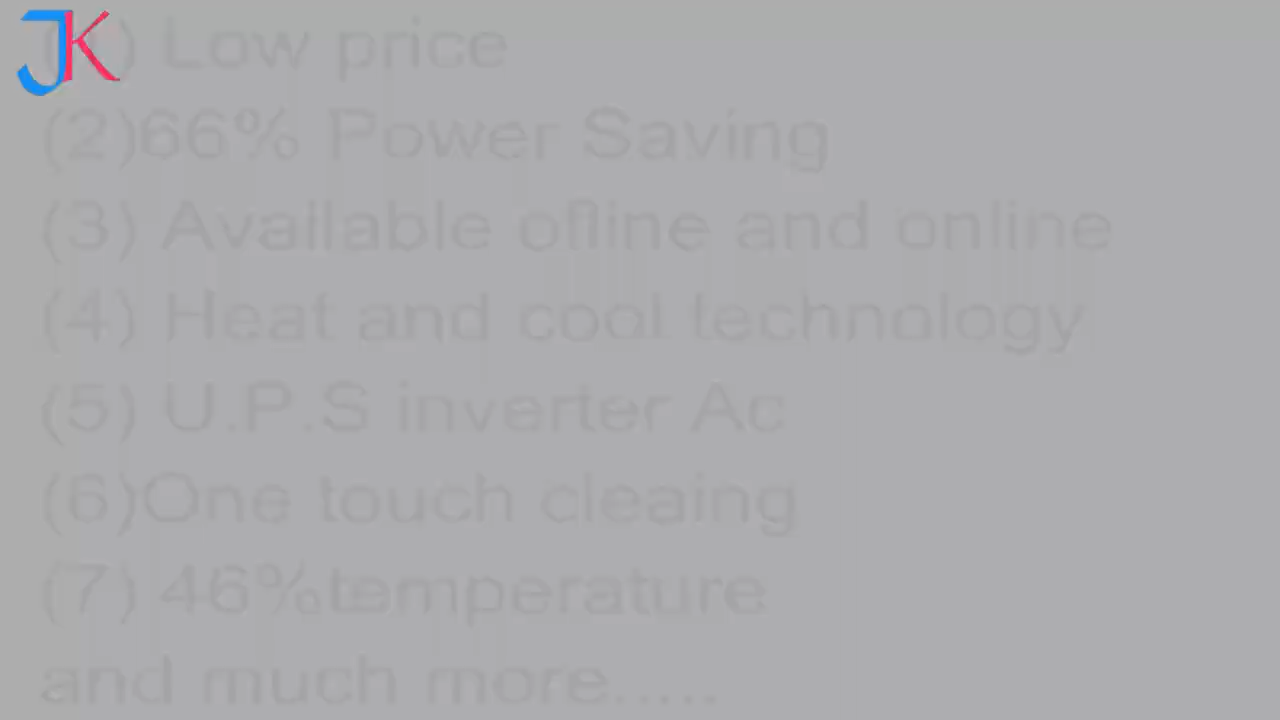 JK
) Low price
(2)66% Power Saving
(3) Available ofline and online
(4) Heat and cool technology
(5) U.P.S inverter Ac
(6)One touch cleaing
(7) 46%temperature
and much more.....